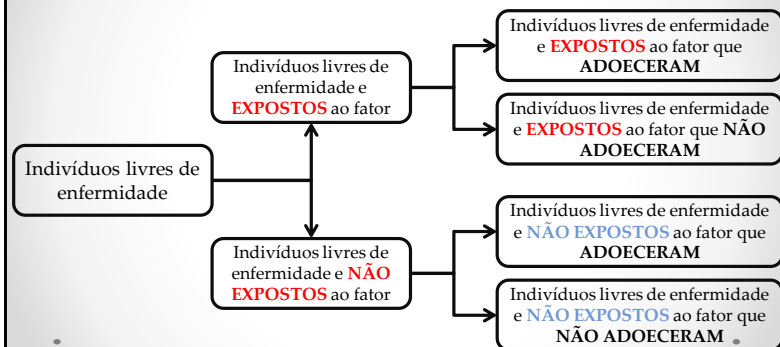 Indivíduos livres de
enfermidade
Indivíduos livres de
enfermidade e
EXPOSTOS ao fator
Indivíduos livres de
enfermidade e NÃO
EXPOSTOS ao fator
Indivíduos livres de enfermidade
e EXPOSTOS ao fator que
ADOECERAM
Indivíduos livres de enfermidade
e EXPOSTOS ao fator que NÃO
ADOECERAM
Indivíduos livres de enfermidade
e NÃO EXPOSTOS ao fator que
ADOECERAM
Indivíduos livres de enfermidade
e NÃO EXPOSTOS ao fator que
NÃO ADOECERAM